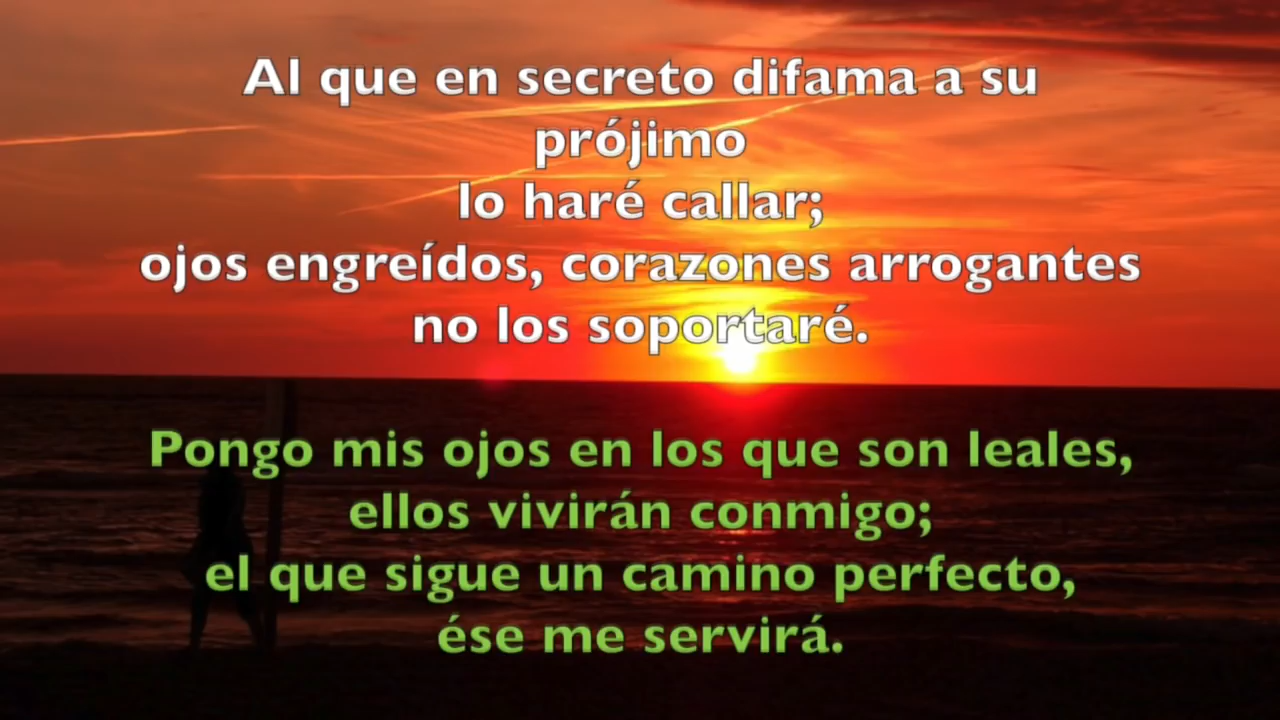 Al que en secreto difama a su
prójimo
lo haré callar;
ojos engreídos, corazones arrogantes
no los soportaré.
Pongo mis ojos en los que son leales,
ellos vivirán conmigo;
el que sigue un camino perfecto,
ése me servirá.